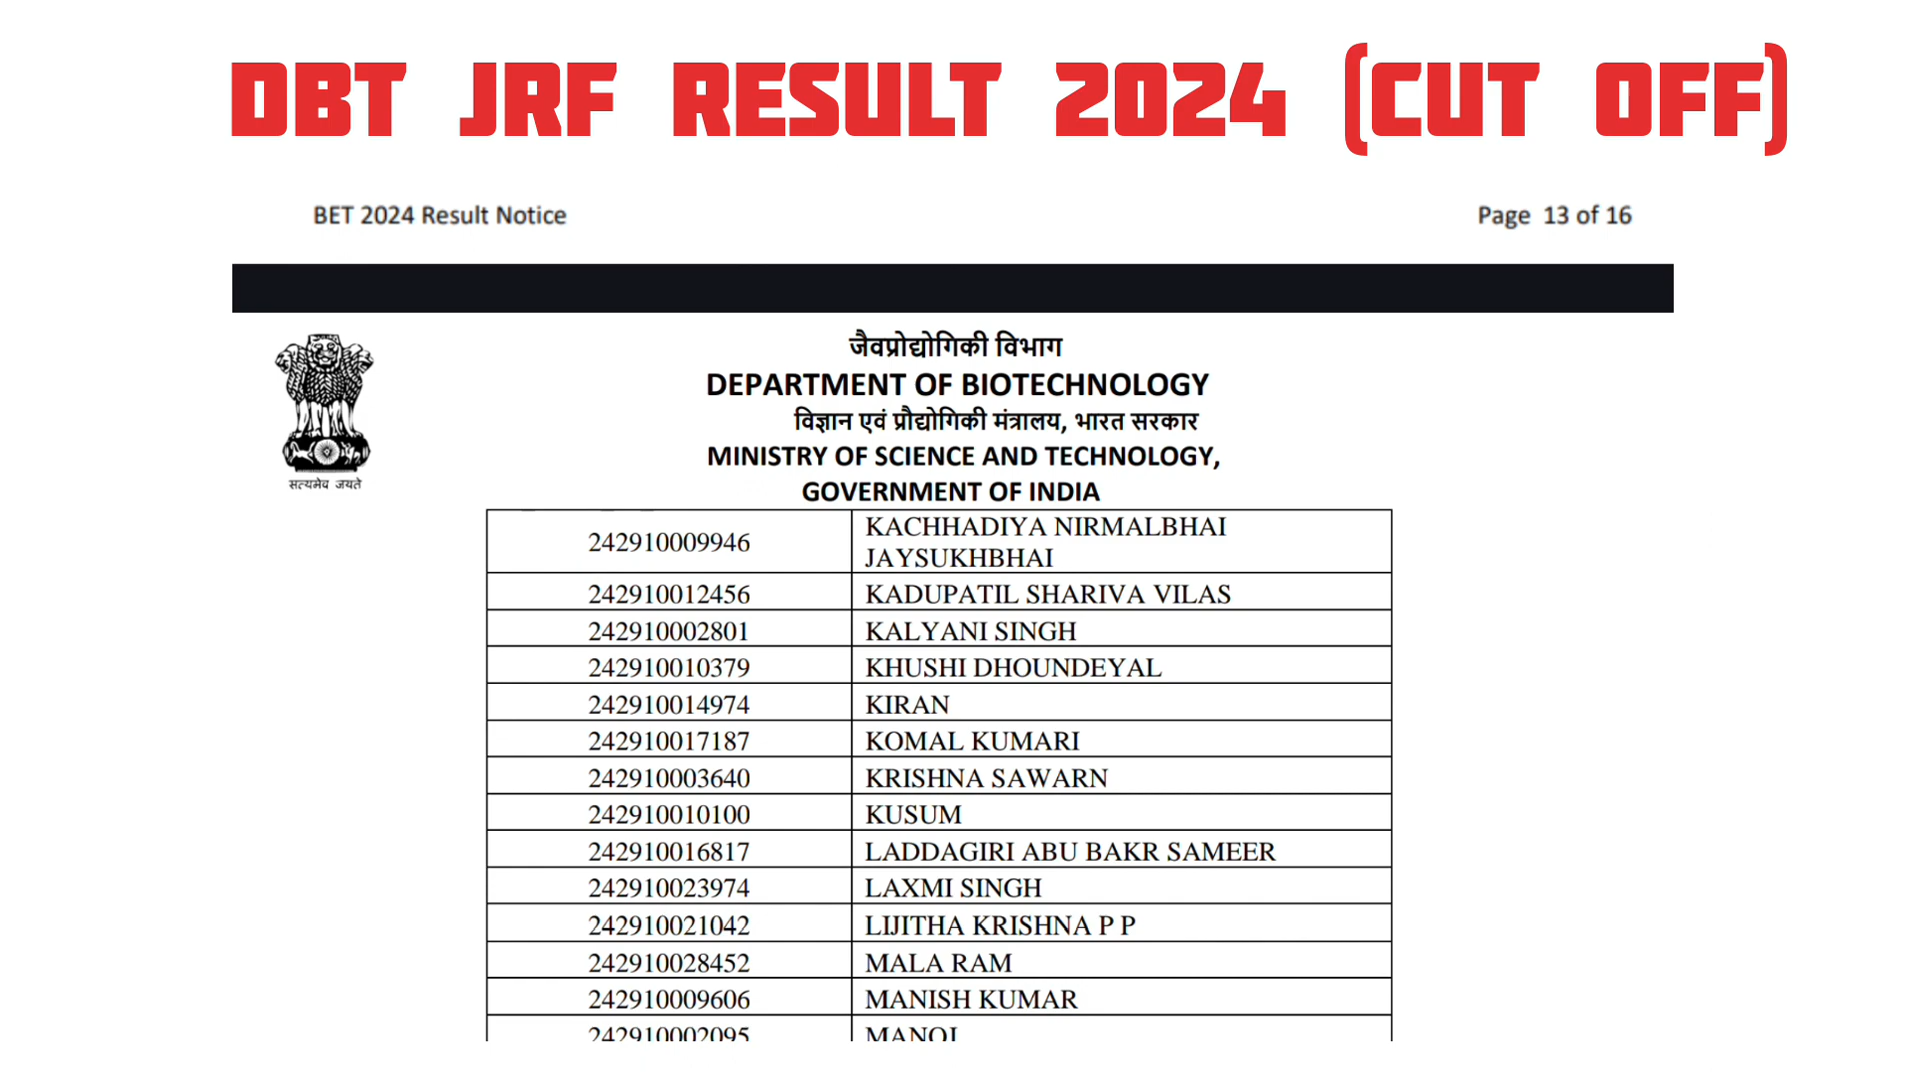 DBT JRF RESULT 2024 (CUT OFF)
BET 2024 Result Notice Page 13 of 16
जैवप्रोद्योगिकी विभाग
DEPARTMENT OF BIOTECHNOLOGY
विज्ञान एवं प्रौद्योगिकी मंत्रालय, भारत सरकार
MINISTRY OF SCIENCE AND TECHNOLOGY,
GOVERNMENT OF INDIA
सत्यमेव जयते
242910009946 KACHHADIYA NIRMALBHAI
JAYSUKHBHAI
242910012456 KADUPATIL SHARIVA VILAS
242910002801 KALYANI SINGH
242910010379 KHUSHI DHOUNDEYAL
242910014974 KIRAN
242910017187 KOMAL KUMARI
242910003640 KRISHNA SAWARN
242910010100 KUSUM
242910016817 LADDAGIRI ABU BAKR SAMEER
242910023974 LAXMI SINGH
242910021042 LIJITHA KRISHNA P P
242910028452 MALA RAM
242910009606 MANISH KUMAR
242910002095 MANOJ